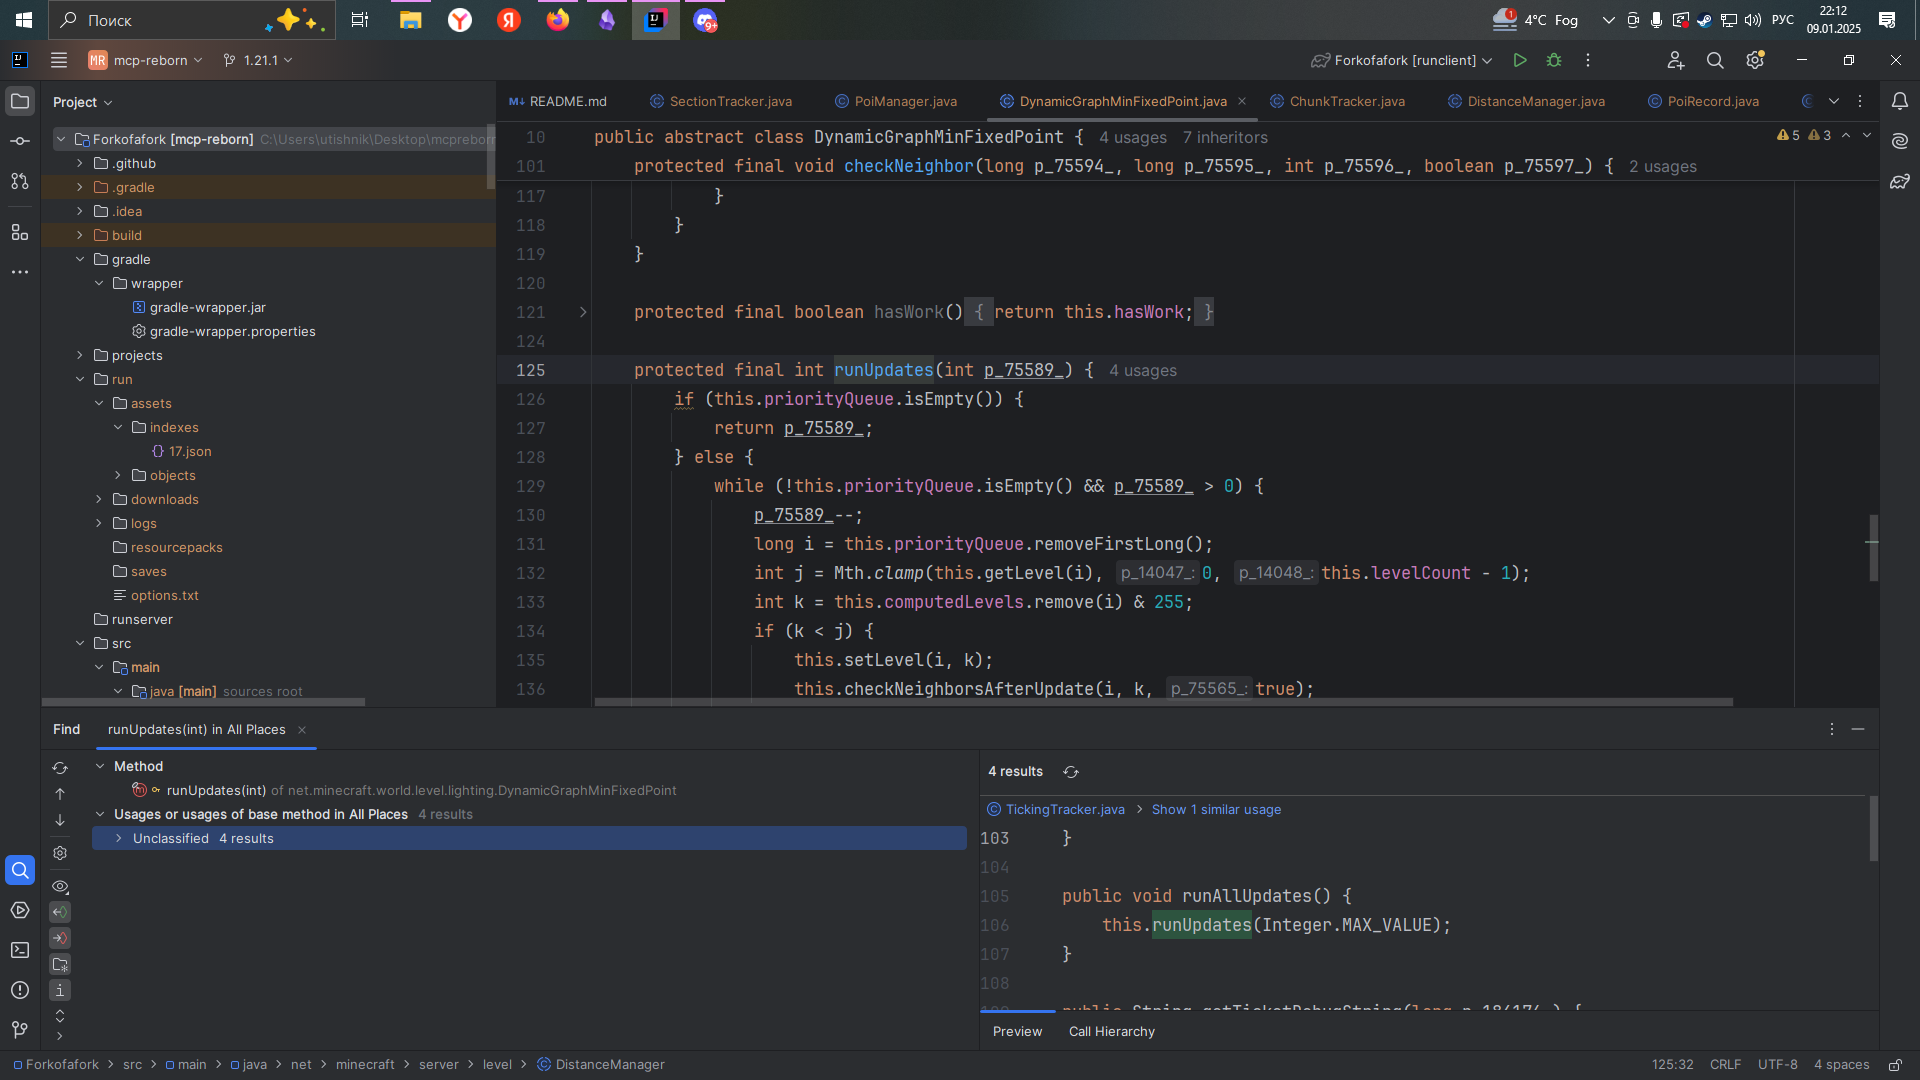 Поиск
9+
1
4°C Fog
РУС
22:12
09.01.2025
MR mcp-reborn
1.21.1
Forkofafork [runclient]
Project
M↓ README.md
SectionTracker.java
PoiManager.java
DynamicGraphMinFixedPoint.java
ChunkTracker.java
DistanceManager.java
PoiRecord.java
Forkofafork [mcp-reborn] C:\Users\utishnik\Desktop\mcpreborn
.github
.gradle
.idea
build
gradle
wrapper
gradle-wrapper.jar
gradle-wrapper.properties
projects
run
assets
indexes
17.json
objects
downloads
logs
resourcepacks
saves
options.txt
runserver
src
main
java [main] sources root
10 public abstract class DynamicGraphMinFixedPoint { 4 usages 7 inheritors
5 3
101 protected final void checkNeighbor(long p_75594_, long p_75595_, int p_75596_, boolean p_75597_) { 2 usages
117 }
118 }
119 }
120
121 protected final boolean hasWork() { return this.hasWork; }
124
125 protected final int runUpdates(int p_75589_) { 4 usages
126 if (this.priorityQueue.isEmpty()) {
127 return p_75589_;
128 } else {
129 while (!this.priorityQueue.isEmpty() && p_75589_ > 0) {
130 p_75589_--;
131 long i = this.priorityQueue.removeFirstLong();
132 int j = Mth.clamp(this.getLevel(i), p_14047_: 0, p_14048_: this.levelCount - 1);
133 int k = this.computedLevels.remove(i) & 255;
134 if (k < j) {
135 this.setLevel(i, k);
136 this.checkNeighborsAfterUpdate(i, k, p_75565_: true);
Find
runUpdates(int) in All Places
Method
runUpdates(int) of net.minecraft.world.level.lighting.DynamicGraphMinFixedPoint
Usages or usages of base method in All Places 4 results
Unclassified 4 results
4 results
TickingTracker.java > Show 1 similar usage
103 }
104
105 public void runAllUpdates() {
106 this.runUpdates(Integer.MAX_VALUE);
107 }
108
public String getTicketDebugString(long p_184176_) {
Preview
Call Hierarchy
Forkofafork > src > main > java > net > minecraft > server > level > DistanceManager
125:32 CRLF UTF-8 4 spaces